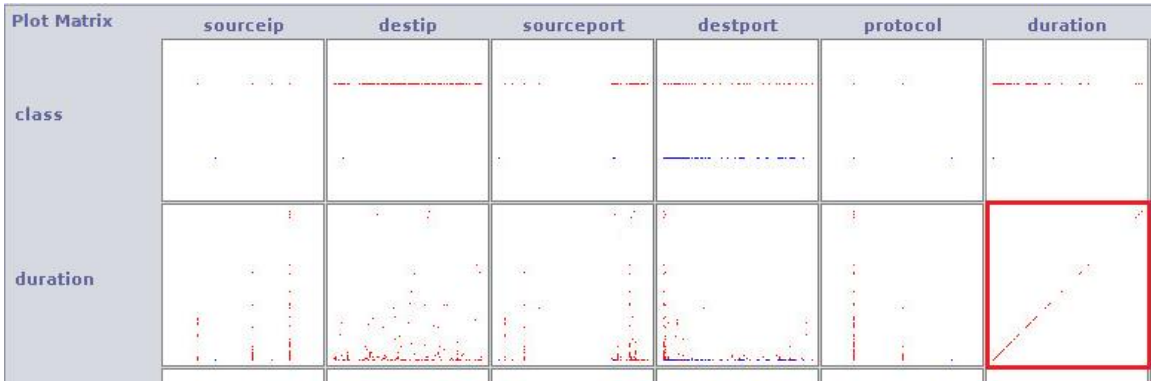 Plot Matrix sourceip destip sourceport destport protocol duration
class
duration